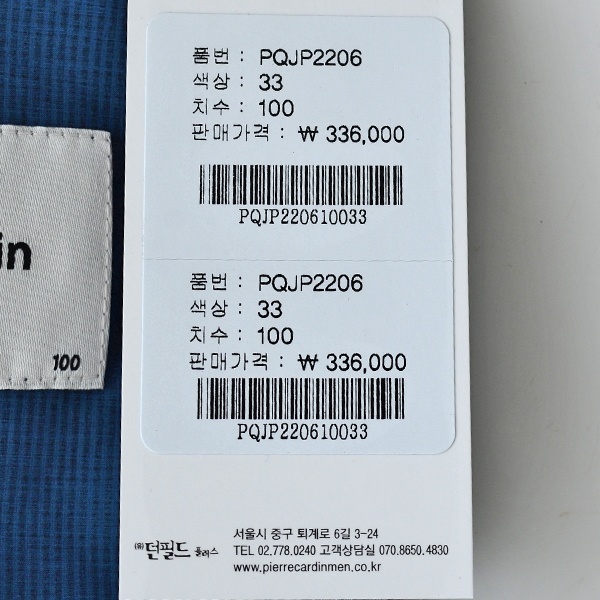 품번 : PQJP2206
색상 : 33
치수 : 100
판매가격 : ₩ 336,000
PQJP220610033
품번 : PQJP2206
색상 : 33
치수 : 100
판매가격 : ₩ 336,000
PQJP220610033
in
100
(유)던필드 플러스
서울시 중구 퇴계로 6길 3-24
TEL 02.778.0240 고객상담실 070.8650.4830
www.pierrecardinmen.co.kr